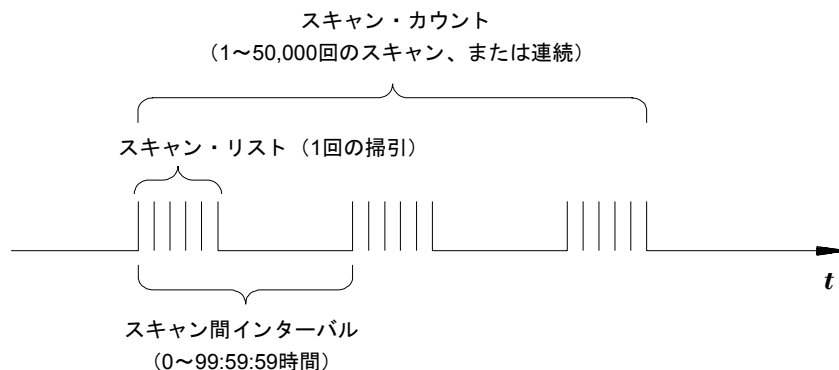 スキャン・カウント
（1～50,000回のスキャン、または連続）
スキャン・リスト（1回の掃引）
t
スキャン間インターバル
（0～99:59:59時間）